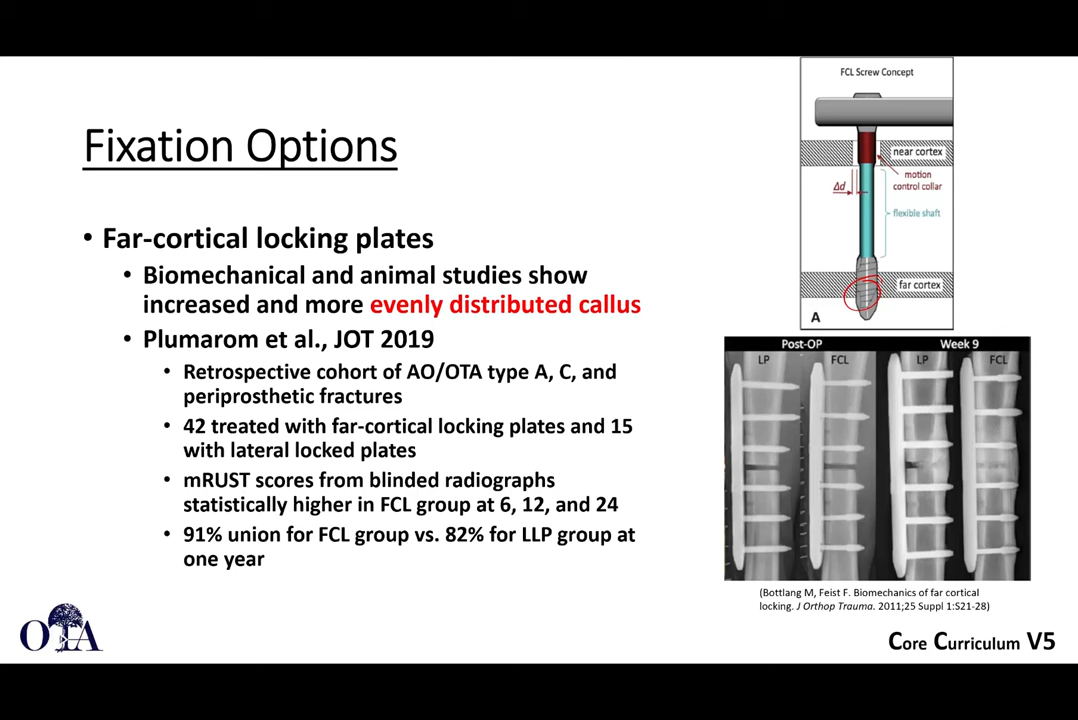 Fixation Options
• Far-cortical locking plates
• Biomechanical and animal studies show
increased and more evenly distributed callus
• Plumarom et al., JOT 2019
• Retrospective cohort of AO/OTA type A, C, and
periprosthetic fractures
• 42 treated with far-cortical locking plates and 15
with lateral locked plates
• mRUST scores from blinded radiographs
statistically higher in FCL group at 6, 12, and 24
• 91% union for FCL group vs. 82% for LLP group at
one year
FCL Screw Concept
near cortex
motion
control collar
Δd
flexible shaft
far cortex
A
Post-OP Week 9
LP FCL LP FCL
(Bottlang M, Feist F. Biomechanics of far cortical
locking. J Orthop Trauma. 2011;25 Suppl 1:S21-28)
OTA
Core Curriculum V5